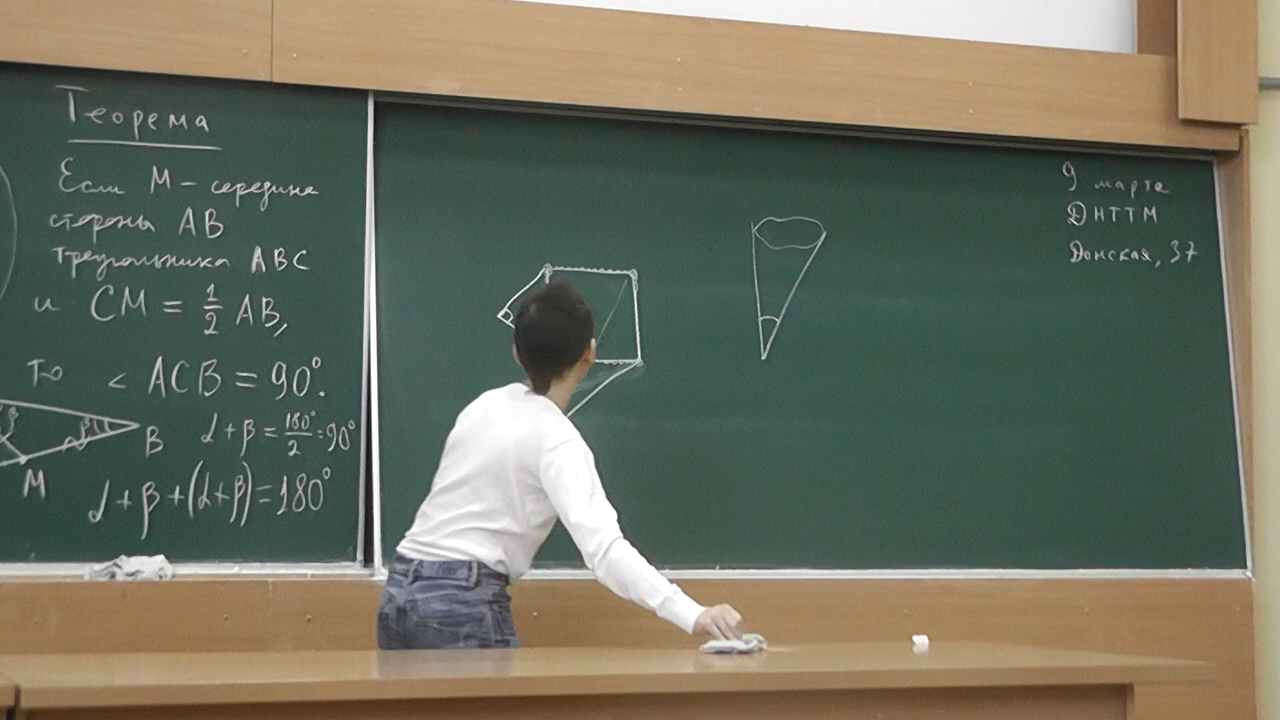 Теорема
Если M – середина
стороны AB
треугольника ABC
и CM = 1/2 AB,
то < ACB = 90°.
B
M
α + β = 180°/2 = 90°
α + β + (α + β) = 180°
9 марта
ДНТТМ
Донская, 37